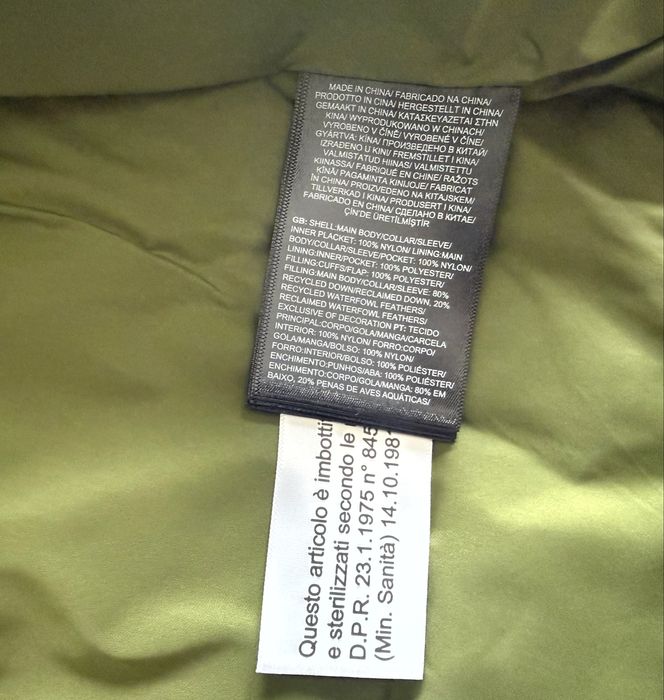 MADE IN CHINA/ FABRICADO NA CHINA/
PRODOTTO IN CINA/ HERGESTELLT IN CHINA/
GEMAAKT IN CHINA/ ΚΑΤΑΣΚΕΥΑΖΕΤΑΙ ΣΤΗΝ
ΚΙΝΑ/ WYPRODUKOWANO W CHINACH/
VYROBENO V ČÍNĚ/ VYROBENÉ V ČÍNE/
GYÁRTVA: KÍNA/ ПРОИЗВЕДЕНО В КИТАЙ/
IZRAĐENO U KINI/ FREMSTILLET I KINA/
VALMISTATUD HIINAS/ VALMISTETTU
KIINASSA/ FABRIQUÉ EN CHINE/ RAŽOTS
ĶĪNĀ/ PAGAMINTA KINIJOJE/ FABRICAT
ÎN CHINA/ PROIZVEDENO NA KITAJSKEM/
TILLVERKAD I KINA/ PRODUSERT I KINA/
FABRICADO EN CHINA/ СДЕЛАНО В КИТАЕ/
ÇİN'DE ÜRETİLMİŞTİR
GB: SHELL:MAIN BODY/COLLAR/SLEEVE/
INNER PLACKET: 100% NYLON/ LINING:MAIN
BODY/COLLAR/SLEEVE/POCKET: 100% NYLON/
LINING:INNER/POCKET: 100% POLYESTER/
FILLING:CUFFS/FLAP: 100% POLYESTER/
FILLING:MAIN BODY/COLLAR/SLEEVE: 80%
RECYCLED DOWN/RECLAIMED DOWN, 20%
RECYCLED WATERFOWL FEATHERS/
RECLAIMED WATERFOWL FEATHERS/
EXCLUSIVE OF DECORATION PT: TECIDO
PRINCIPAL:CORPO/GOLA/MANGA/CARCELA
INTERIOR: 100% NYLON/ FORRO:CORPO/
GOLA/MANGA/BOLSO: 100% NYLON/
FORRO:INTERIOR/BOLSO: 100% POLIÉSTER/
ENCHIMENTO:PUNHOS/ABA: 100% POLIÉSTER/
ENCHIMENTO:CORPO/GOLA/MANGA: 80% EM
BAIXO, 20% PENAS DE AVES AQUÁTICAS/
Questo articolo è imbotti
e sterilizzati secondo le
D.P.R. 23.1.1975 n° 845
(Min. Sanità) 14.10.1981